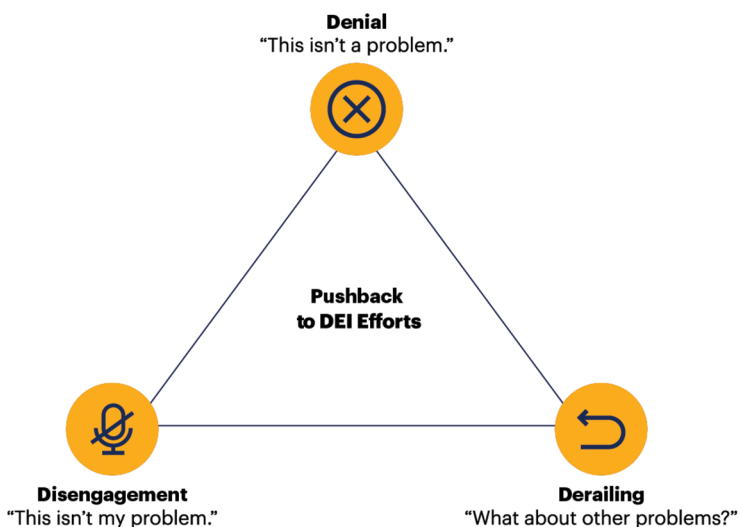 Denial
“This isn’t a problem.”
Pushback
to DEI Efforts
Disengagement
“This isn’t my problem.”
Derailing
“What about other problems?”